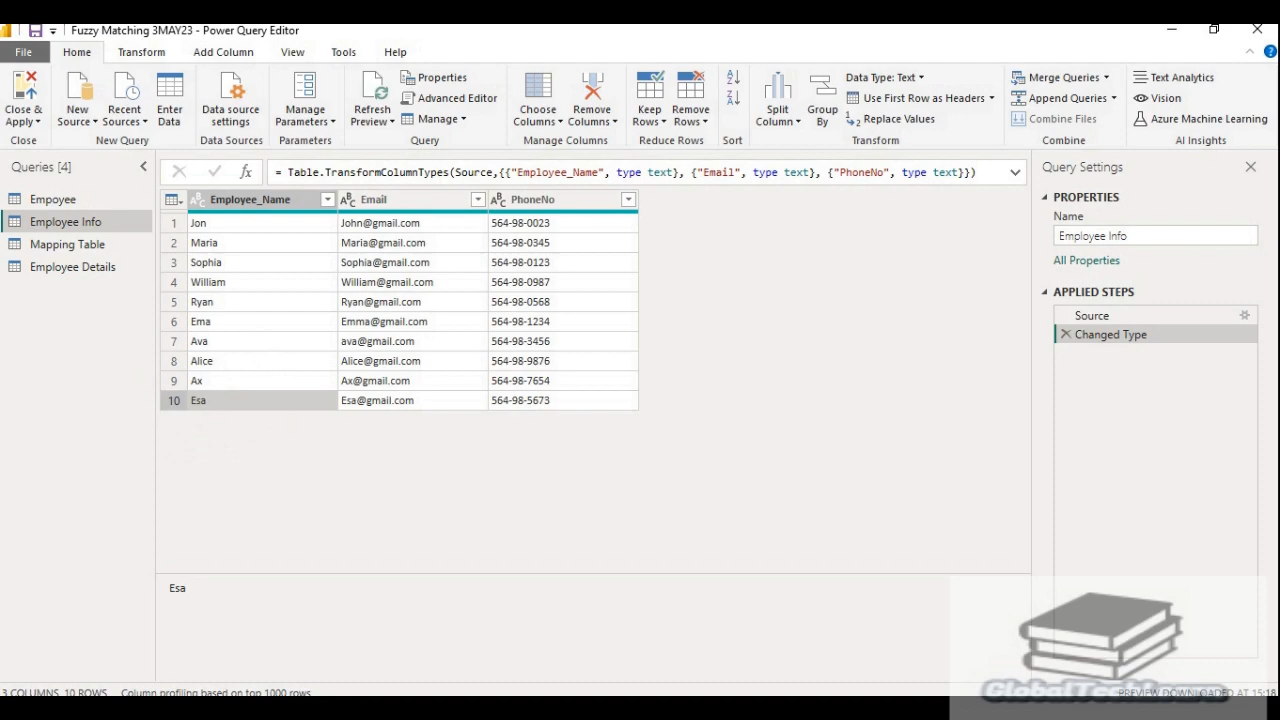 Fuzzy Matching 3MAY23 - Power Query Editor
File Home Transform Add Column View Tools Help
Close & Apply
New Source
Recent Sources
Enter Data
Data source settings
Manage Parameters
Refresh Preview
Properties
Advanced Editor
Manage
Choose Columns
Remove Columns
Keep Rows
Remove Rows
Split Column
Group By
Data Type: Text
Use First Row as Headers
Replace Values
Merge Queries
Append Queries
Combine Files
Text Analytics
Vision
Azure Machine Learning
Close New Query Data Sources Parameters Query Manage Columns Reduce Rows Sort Transform Combine AI Insights
Queries [4]
Empoyee
Employee Info
Mapping Table
Employee Details
= Table.TransformColumnTypes(Source,{{"Employee_Name", type text}, {"Email", type text}, {"PhoneNo", type text}})
Employee_Name Email PhoneNo
1 Jon John@gmail.com 564-98-0023
2 Maria Maria@gmail.com 564-98-0345
3 Sophia Sophia@gmail.com 564-98-0123
4 William William@gmail.com 564-98-0987
5 Ryan Ryan@gmail.com 564-98-0568
6 Ema Emma@gmail.com 564-98-1234
7 Ava ava@gmail.com 564-98-3456
8 Alice Alice@gmail.com 564-98-9876
9 Ax Ax@gmail.com 564-98-7654
10 Esa Esa@gmail.com 564-98-5673
Esa
Query Settings
PROPERTIES
Name
Employee Info
All Properties
APPLIED STEPS
Source
Changed Type
3 COLUMNS, 10 ROWS Column profiling based on top 1000 rows
PREVIEW DOWNLOADED AT 15:18